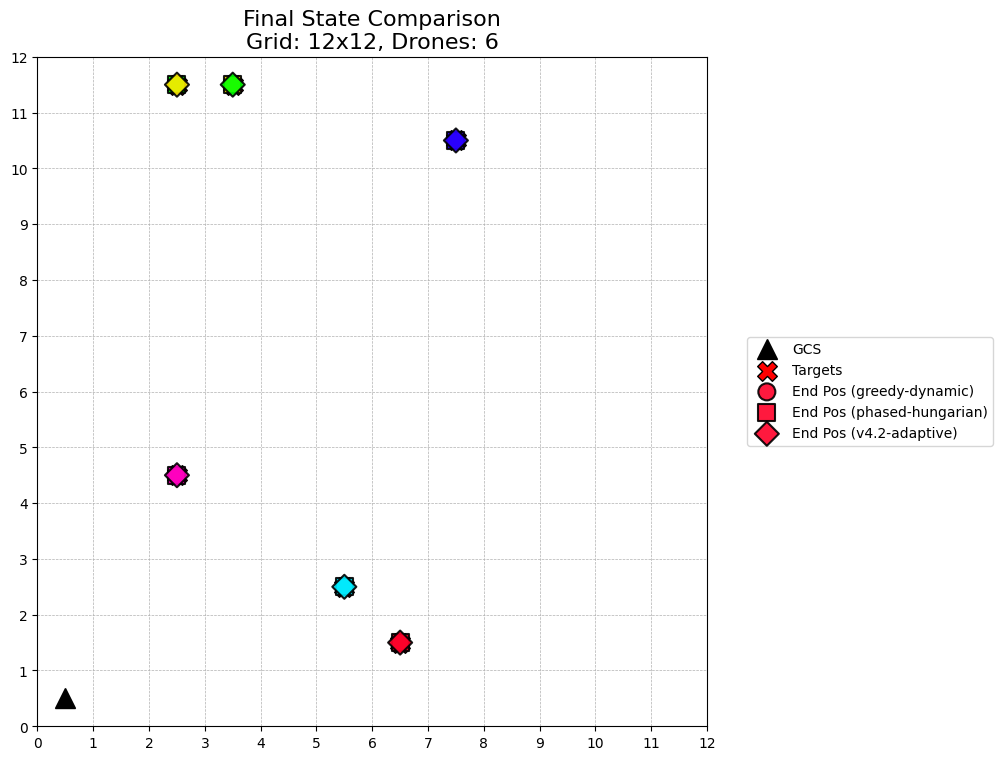 Final State Comparison
Grid: 12x12, Drones: 6
12
11
10
9
8
7
6
5
4
3
2
1
0
0 1 2 3 4 5 6 7 8 9 10 11 12
GCS
Targets
End Pos (greedy-dynamic)
End Pos (phased-hungarian)
End Pos (v4.2-adaptive)